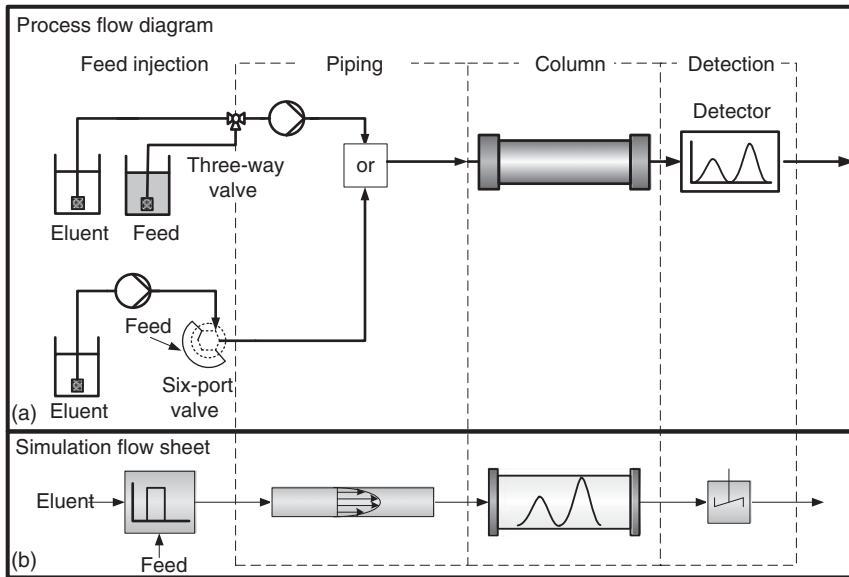 Process flow diagram
Feed injection
Piping
Column
Detection
Detector
Three-way
valve
or
Eluent
Feed
Feed
Six-port
valve
Eluent
(a)
Simulation flow sheet
Eluent
Feed
(b)